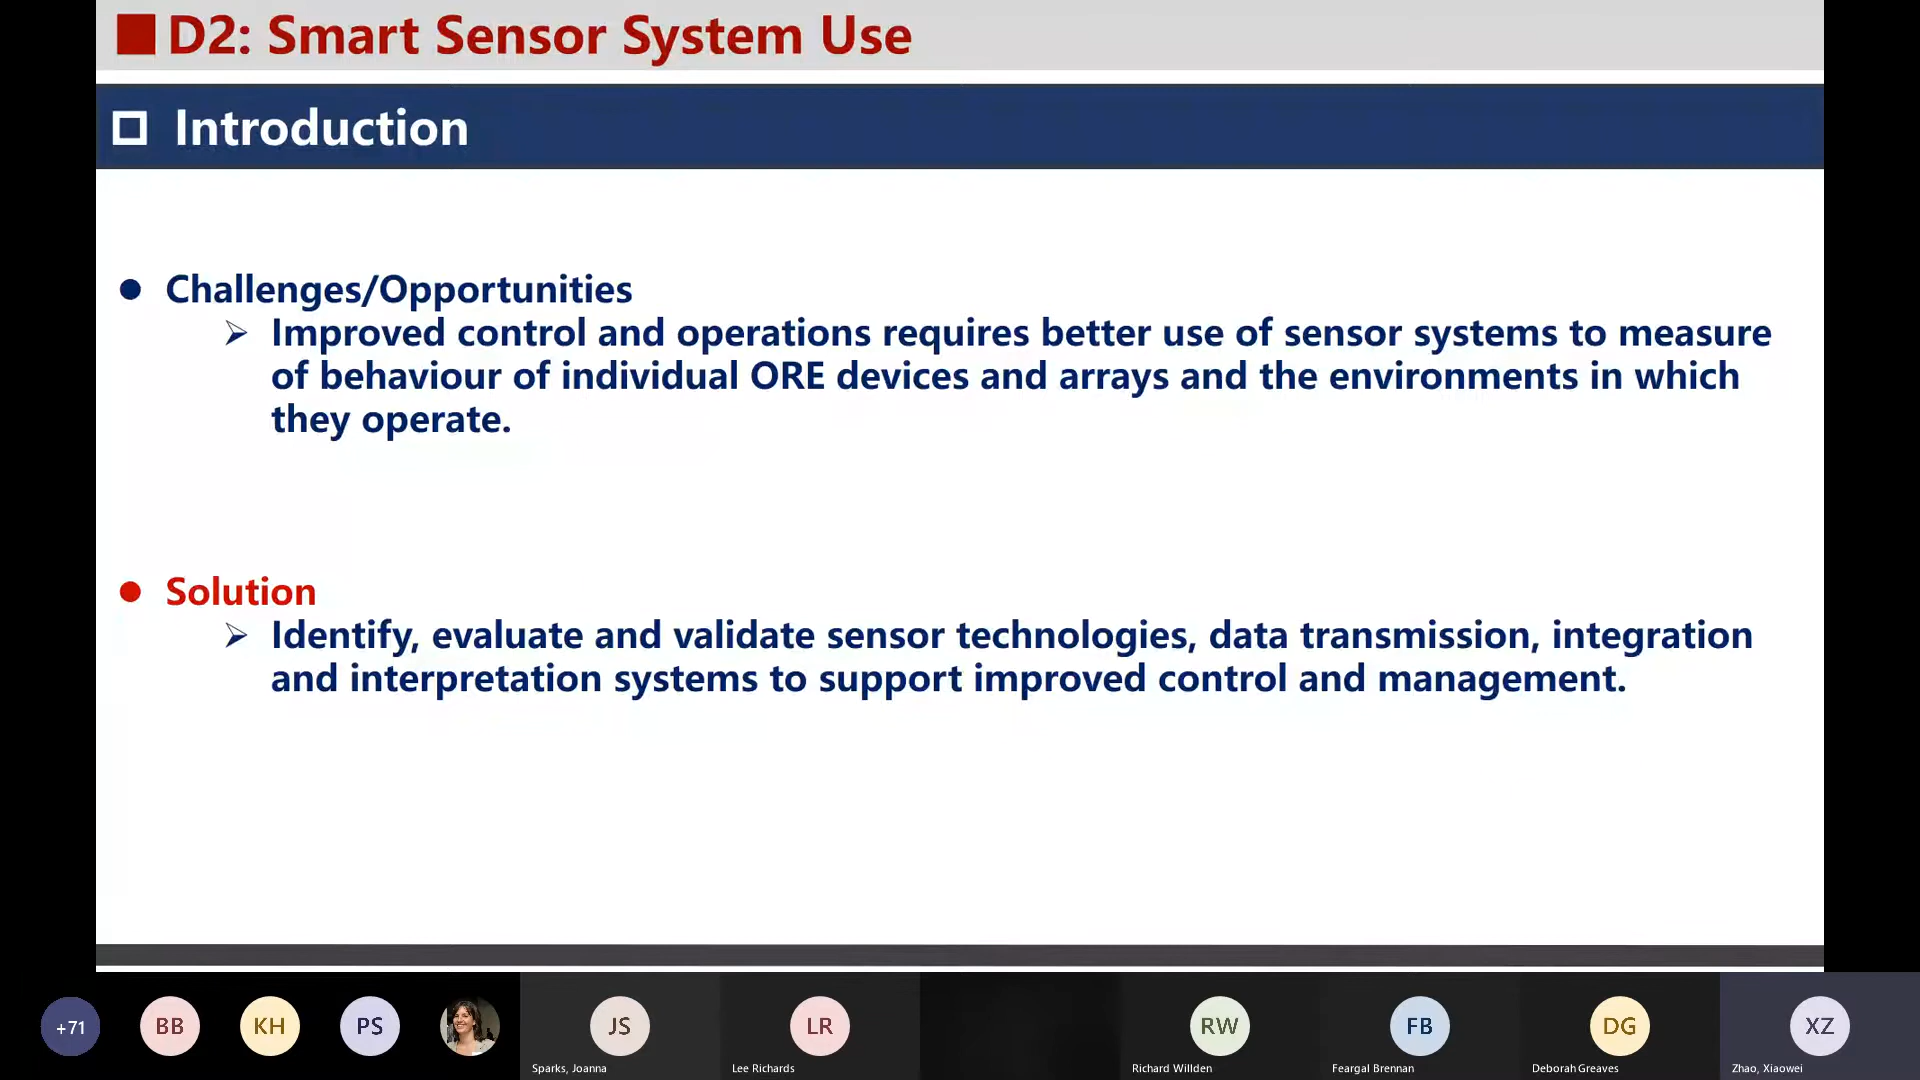 D2: Smart Sensor System Use
Introduction
Challenges/Opportunities
Improved control and operations requires better use of sensor systems to measure
of behaviour of individual ORE devices and arrays and the environments in which
they operate.
Solution
Identify, evaluate and validate sensor technologies, data transmission, integration
and interpretation systems to support improved control and management.
+71
BB
KH
PS
JS
LR
RW
FB
DG
XZ
Sparks, Joanna
Lee Richards
Richard Willden
Feargal Brennan
Deborah Greaves
Zhao, Xiaowei